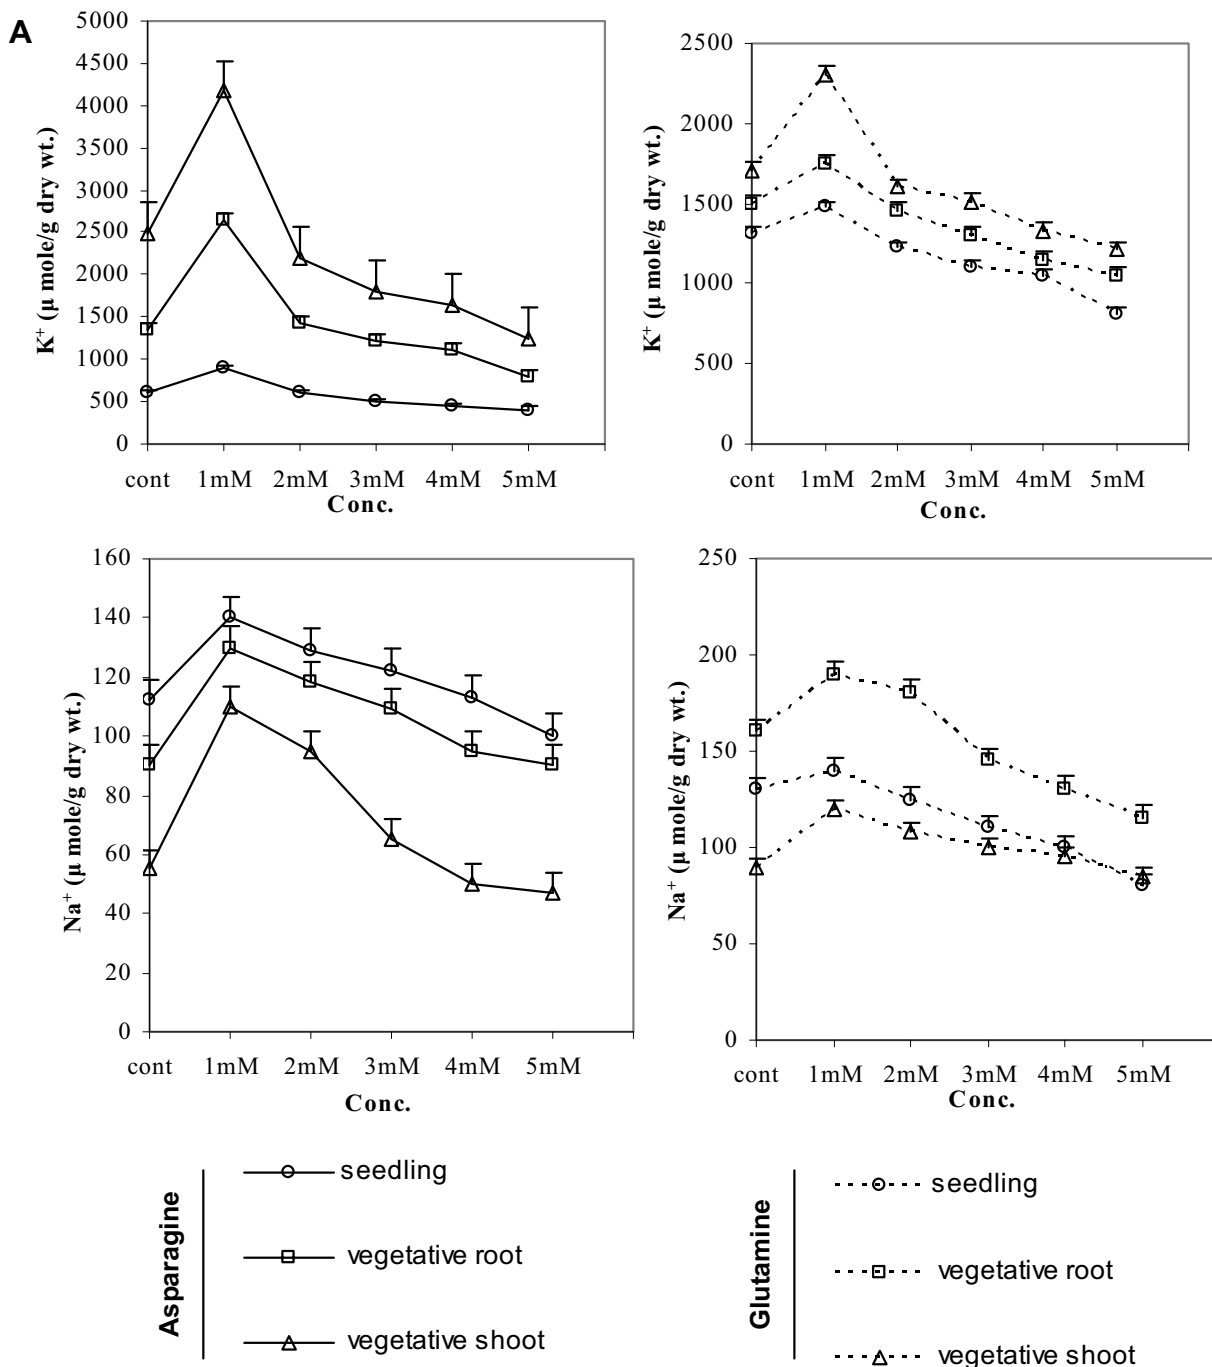 A
5000
4500
4000
3500
3000
2500
2000
1500
1000
500
0
K⁺ (µ mole/g dry wt.)
cont 1mM 2mM 3mM 4mM 5mM
Conc.
2500
2000
1500
1000
500
0
K⁺ (µ mole/g dry wt.)
cont 1mM 2mM 3mM 4mM 5mM
Conc.
160
140
120
100
80
60
40
20
0
Na⁺ (µ mole/g dry wt.)
cont 1mM 2mM 3mM 4mM 5mM
Conc.
250
200
150
100
50
0
Na⁺ (µ mole/g dry wt.)
cont 1mM 2mM 3mM 4mM 5mM
Conc.
Asparagine
seedling
vegetative root
vegetative shoot
Glutamine
seedling
vegetative root
vegetative shoot